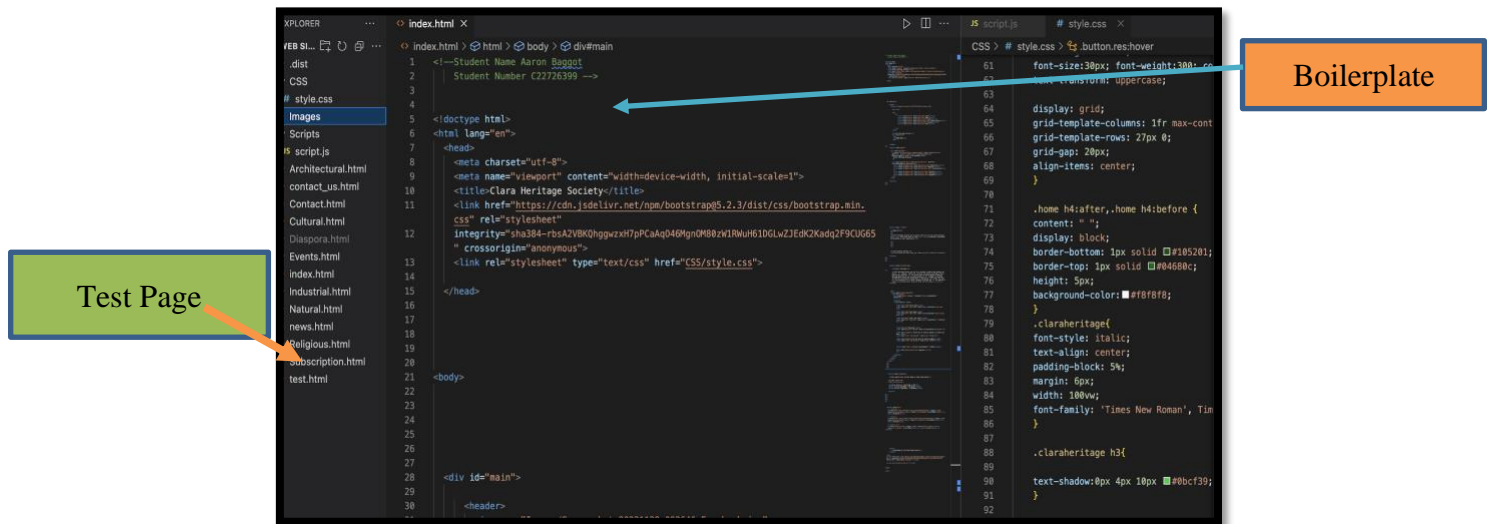 XPLORER ···
index.html ×
JS script.js
# style.css ×
EB SI... ···
index.html > html > body > div#main
CSS > # style.css > .button.res:hover
.dist
CSS
# style.css
Images
Scripts
JS script.js
Architectural.html
contact_us.html
Contact.html
Cultural.html
Diaspora.html
Events.html
index.html
Industrial.html
Natural.html
news.html
Religious.html
Subscription.html
test.html
1 <!--Student Name Aaron Baggot
2 Student Number C22726399 -->
3
4
5 <!doctype html>
6 <html lang="en">
7 <head>
8 <meta charset="utf-8">
9 <meta name="viewport" content="width=device-width, initial-scale=1">
10 <title>Clara Heritage Society</title>
11 <link href="https://cdn.jsdelivr.net/npm/bootstrap@5.2.3/dist/css/bootstrap.min.
css" rel="stylesheet"
12 integrity="sha384-rbsA2VBKQhggwzxH7pPCaAqO46MgnOM80zW1RWuH61DGLwZJEdK2Kadq2F9CUG65
" crossorigin="anonymous">
13 <link rel="stylesheet" type="text/css" href="CSS/style.css">
14
15 </head>
16
17
18
19
20
21 <body>
22
23
24
25
26
27
28 <div id="main">
29
30 <header>
61 font-size:30px; font-weight:300; co
62 text-transform: uppercase;
63
64 display: grid;
65 grid-template-columns: 1fr max-cont
66 grid-template-rows: 27px 0;
67 grid-gap: 20px;
68 align-items: center;
69 }
70
71 .home h4:after,.home h4:before {
72 content: " ";
73 display: block;
74 border-bottom: 1px solid #105201;
75 border-top: 1px solid #04680c;
76 height: 5px;
77 background-color: #f8f8f8;
78 }
79 .claraheritage{
80 font-style: italic;
81 text-align: center;
82 padding-block: 5%;
83 margin: 6px;
84 width: 100vw;
85 font-family: 'Times New Roman', Tim
86 }
87
88 .claraheritage h3{
89
90 text-shadow:0px 4px 10px #0bcf39;
91 }
92
Boilerplate
Test Page